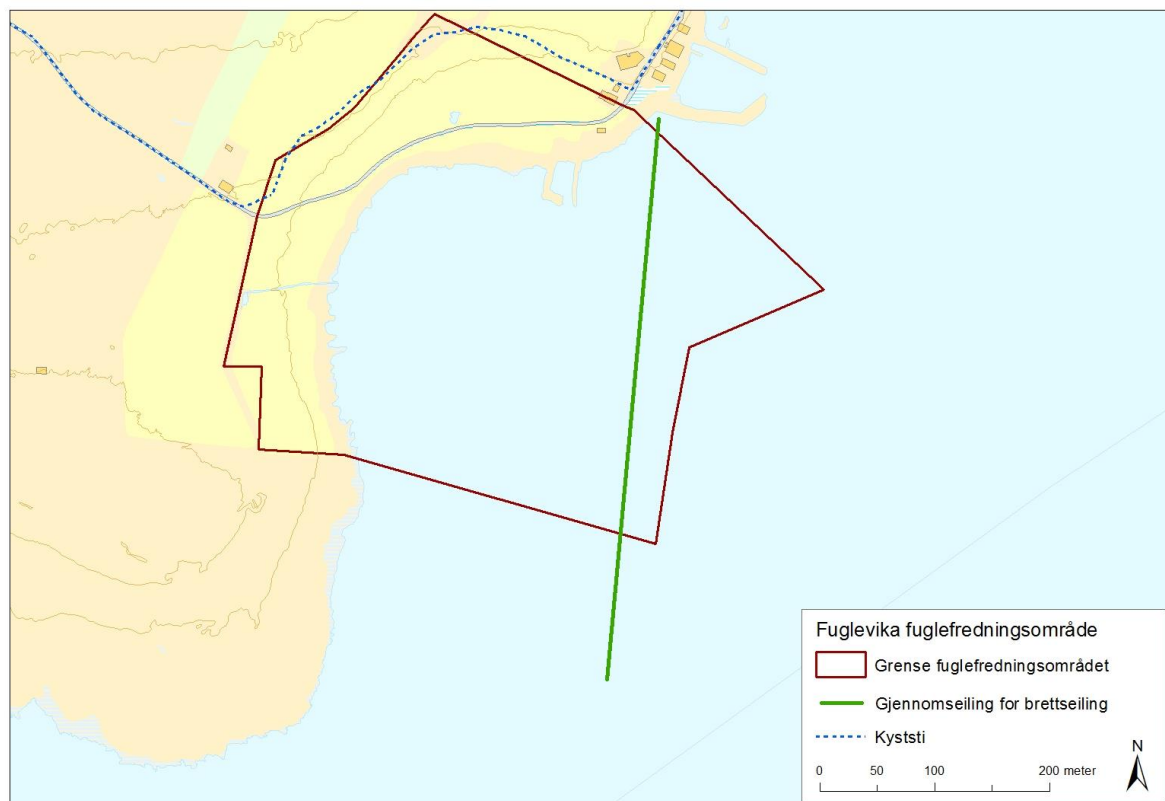 Fuglevika fuglefredningsområde
Grense fuglefredningsområdet
Gjennomseiling for brettseiling
Kyststi
N
0 50 100 200 meter